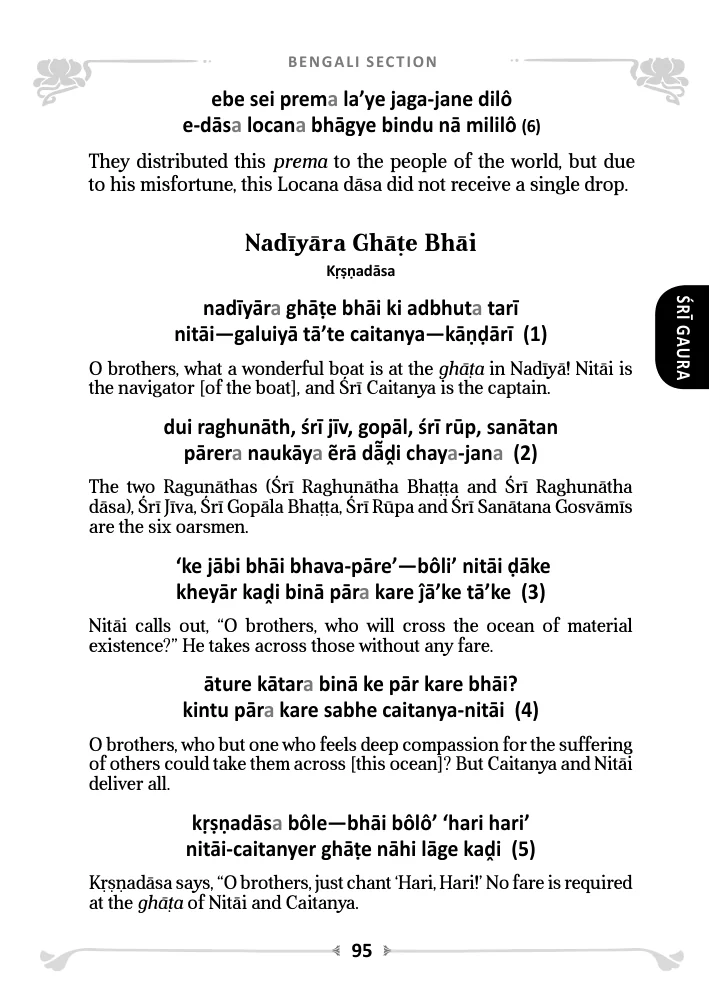 BENGALI SECTION
ebe sei prema la’ye jaga-jane dilô
e-dāsa locana bhāgye bindu nā mililô (6)
They distributed this prema to the people of the world, but due
to his misfortune, this Locana dāsa did not receive a single drop.
Nadīyāra Ghāṭe Bhāi
Kṛṣṇadāsa
nadīyāra ghāṭe bhāi ki adbhuta tarī
nitāi—galuiyā tā’te caitanya—kāṇḍārī (1)
O brothers, what a wonderful boat is at the ghāṭa in Nadīyā! Nitāi is
the navigator [of the boat], and Śrī Caitanya is the captain.
dui raghunāth, śrī jīv, gopāl, śrī rūp, sanātan
pārera naukāya ẽrā dā̃ḓi chaya-jana (2)
The two Ragunāthas (Śrī Raghunātha Bhaṭṭa and Śrī Raghunātha
dāsa), Śrī Jīva, Śrī Gopāla Bhaṭṭa, Śrī Rūpa and Śrī Sanātana Gosvāmīs
are the six oarsmen.
‘ke jābi bhāi bhava-pāre’—bôli’ nitāi ḍāke
kheyār kaḓi binā pāra kare ĵā’ke tā’ke (3)
Nitāi calls out, “O brothers, who will cross the ocean of material
existence?” He takes across those without any fare.
āture kātara binā ke pār kare bhāi?
kintu pāra kare sabhe caitanya-nitāi (4)
O brothers, who but one who feels deep compassion for the suffering
of others could take them across [this ocean]? But Caitanya and Nitāi
deliver all.
kṛṣṇadāsa bôle—bhāi bôlô’ ‘hari hari’
nitāi-caitanyer ghāṭe nāhi lāge kaḓi (5)
Kṛṣṇadāsa says, “O brothers, just chant ‘Hari, Hari!’ No fare is required
at the ghāṭa of Nitāi and Caitanya.
ŚRĪ GAURA
95